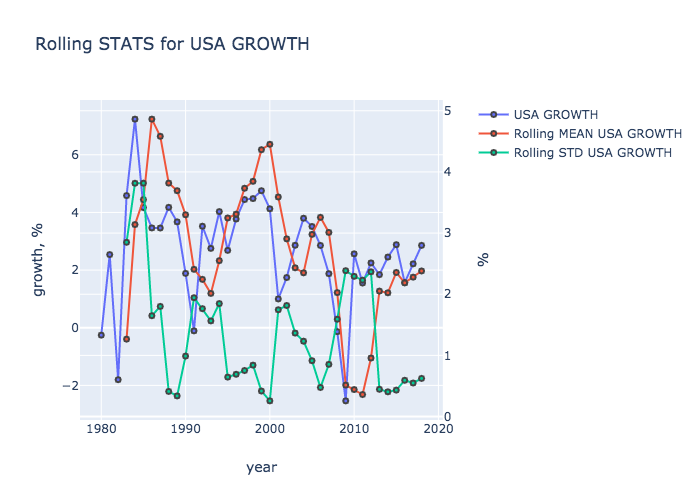 Rolling STATS for USA GROWTH
USA GROWTH
Rolling MEAN USA GROWTH
Rolling STD USA GROWTH
growth, %
6
4
2
0
−2
5
4
3
2
1
0
%
1980
1990
2000
2010
2020
year